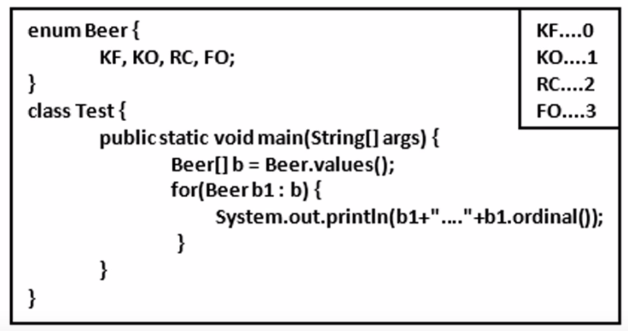 enum Beer {
KF, KO, RC, FO;
}
class Test {
public static void main(String[] args) {
Beer[] b = Beer.values();
for(Beer b1 : b) {
System.out.println(b1+"...."+b1.ordinal());
}
}
}
KF....0
KO....1
RC....2
FO....3